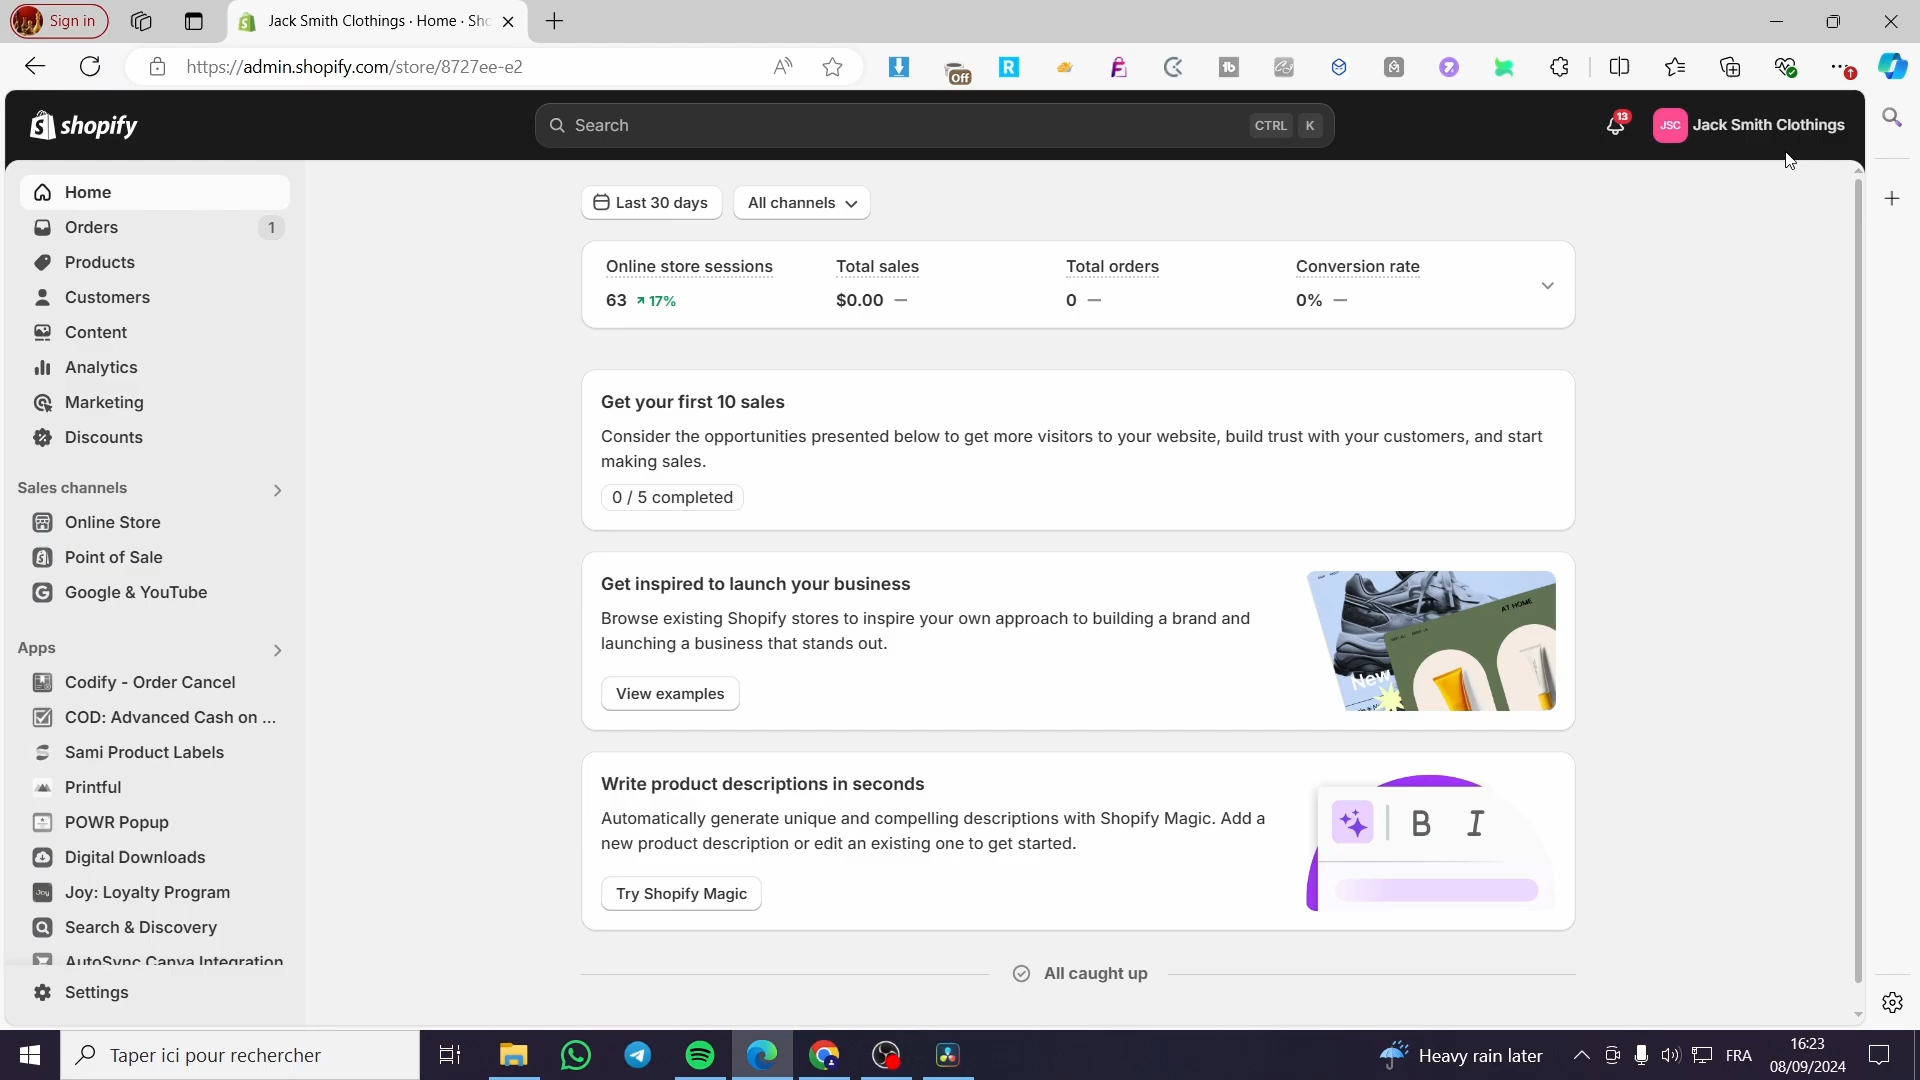 Sign in
Jack Smith Clothings · Home · Sho
https://admin.shopify.com/store/8727ee-e2
Off
shopify
Search
CTRL K
13
JSC Jack Smith Clothings
Home
Orders 1
Products
Customers
Content
Analytics
Marketing
Discounts
Sales channels
Online Store
Point of Sale
Google & YouTube
Apps
Codify - Order Cancel
COD: Advanced Cash on ...
Sami Product Labels
Printful
POWR Popup
Digital Downloads
Joy: Loyalty Program
Search & Discovery
AutoSync Canva Integration
Settings
Last 30 days
All channels
Online store sessions
63 17%
Total sales
$0.00 —
Total orders
0 —
Conversion rate
0% —
Get your first 10 sales
Consider the opportunities presented below to get more visitors to your website, build trust with your customers, and start
making sales.
0 / 5 completed
Get inspired to launch your business
Browse existing Shopify stores to inspire your own approach to building a brand and
launching a business that stands out.
View examples
New
AT HOME
Write product descriptions in seconds
Automatically generate unique and compelling descriptions with Shopify Magic. Add a
new product description or edit an existing one to get started.
Try Shopify Magic
B I
All caught up
Taper ici pour rechercher
Heavy rain later
FRA
16:23
08/09/2024